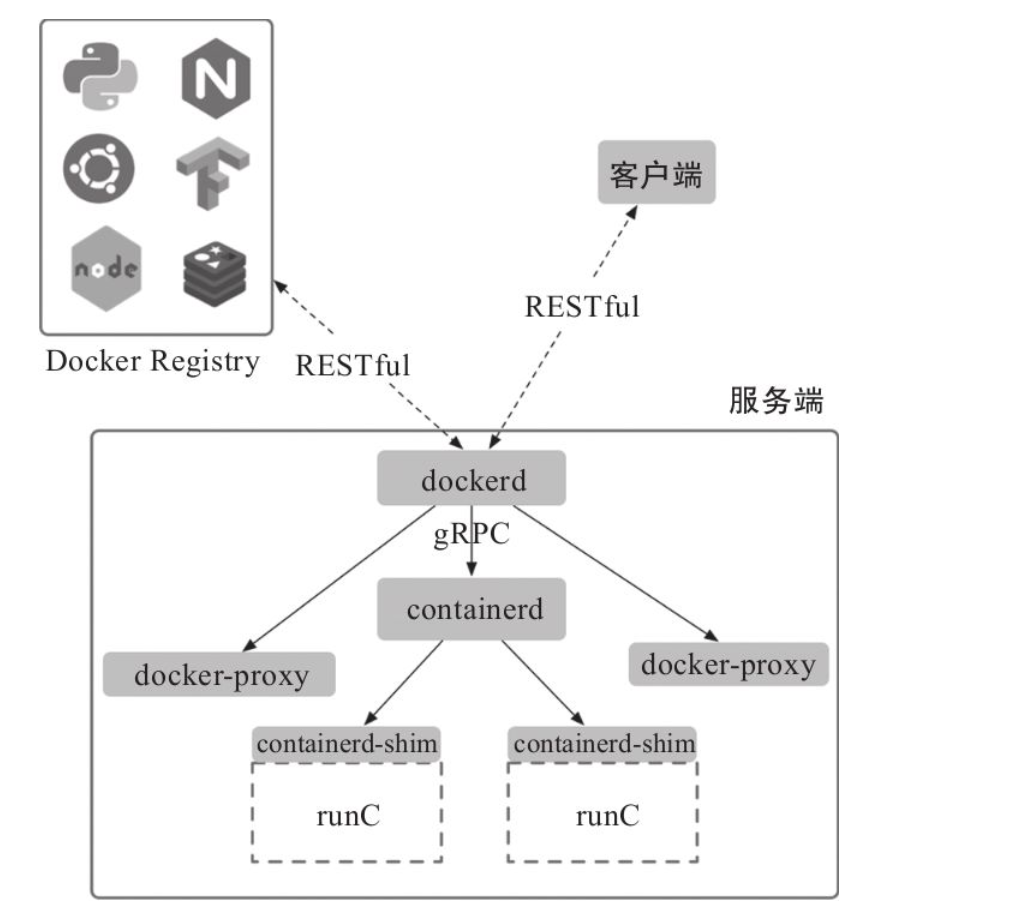 N
node
客户端
RESTful
Docker Registry
RESTful
服务端
dockerd
gRPC
containerd
docker-proxy
docker-proxy
containerd-shim
containerd-shim
runC
runC